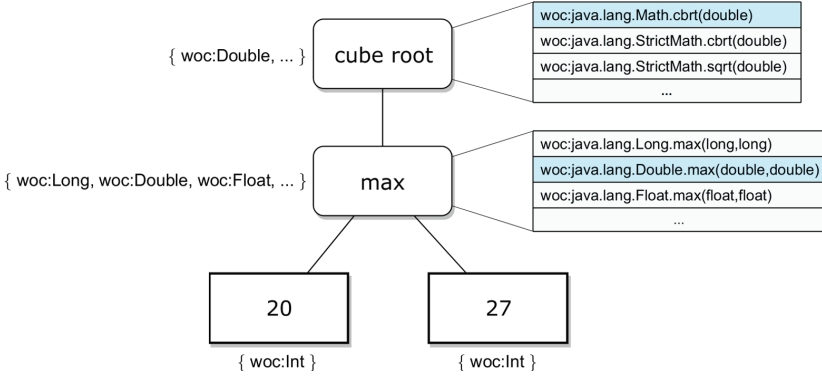 { woc:Double, ... }
cube root
woc:java.lang.Math.cbrt(double)
woc:java.lang.StrictMath.cbrt(double)
woc:java.lang.StrictMath.sqrt(double)
...
{ woc:Long, woc:Double, woc:Float, ... }
max
woc:java.lang.Long.max(long,long)
woc:java.lang.Double.max(double,double)
woc:java.lang.Float.max(float,float)
...
20
27
{ woc:Int }
{ woc:Int }